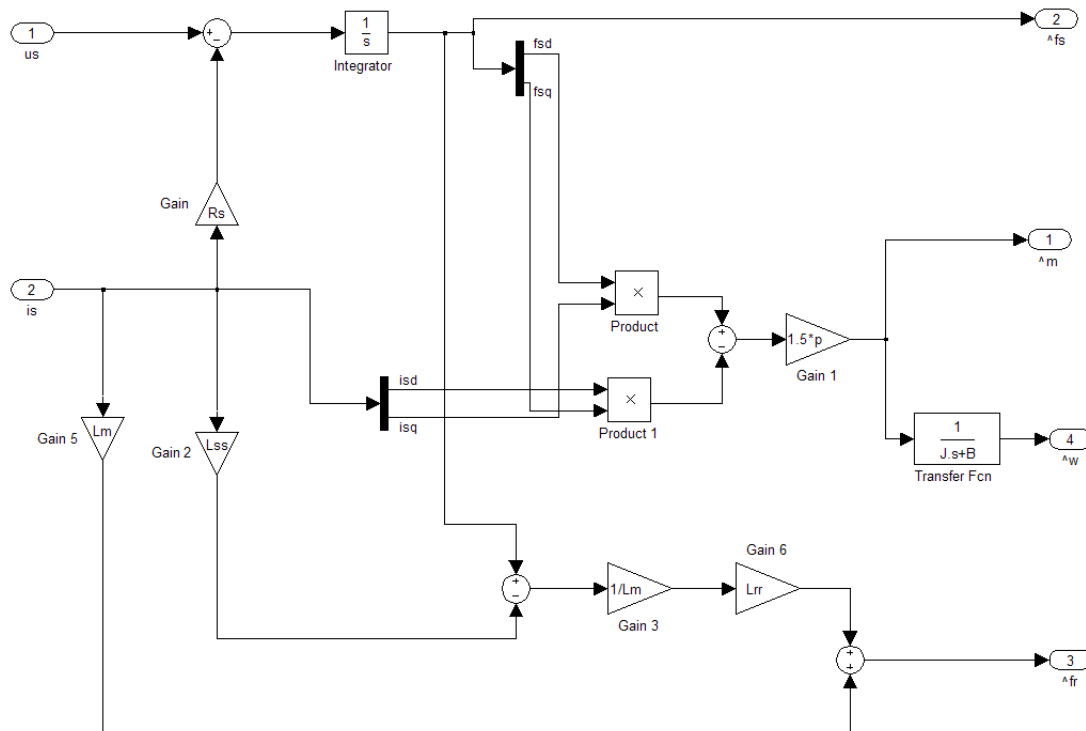 1
us
+
−
1
s
Integrator
2
^fs
fsd
fsq
Gain
Rs
2
is
1
^m
×
Product
+
−
1.5*p
Gain 1
isd
isq
×
Product 1
Gain 5
Lm
Gain 2
Lss
1
J.s+B
Transfer Fcn
4
^w
+
−
1/Lm
Gain 3
Gain 6
Lrr
+
+
3
^fr